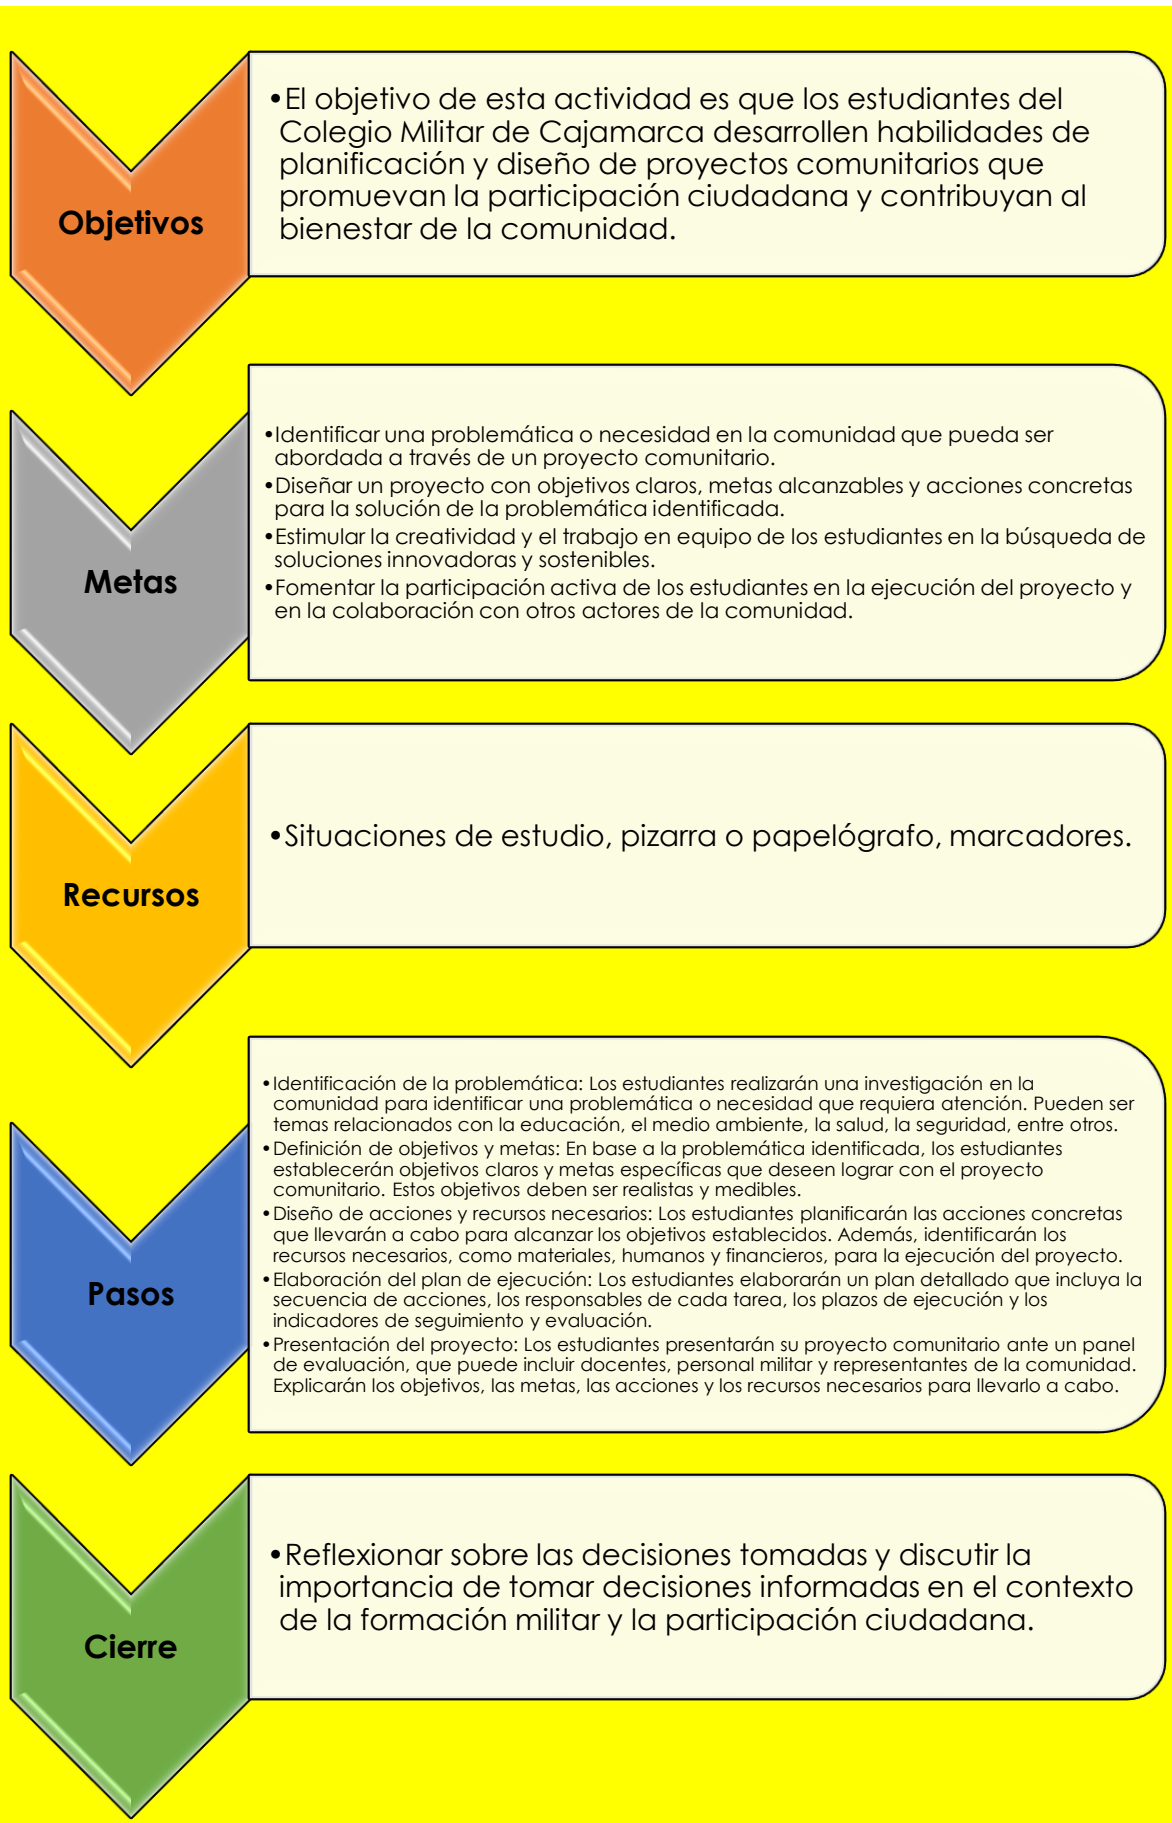 Objetivos
•El objetivo de esta actividad es que los estudiantes del
Colegio Militar de Cajamarca desarrollen habilidades de
planificación y diseño de proyectos comunitarios que
promuevan la participación ciudadana y contribuyan al
bienestar de la comunidad.
Metas
•Identificar una problemática o necesidad en la comunidad que pueda ser
abordada a través de un proyecto comunitario.
•Diseñar un proyecto con objetivos claros, metas alcanzables y acciones concretas
para la solución de la problemática identificada.
•Estimular la creatividad y el trabajo en equipo de los estudiantes en la búsqueda de
soluciones innovadoras y sostenibles.
•Fomentar la participación activa de los estudiantes en la ejecución del proyecto y
en la colaboración con otros actores de la comunidad.
Recursos
•Situaciones de estudio, pizarra o papelógrafo, marcadores.
Pasos
•Identificación de la problemática: Los estudiantes realizarán una investigación en la
comunidad para identificar una problemática o necesidad que requiera atención. Pueden ser
temas relacionados con la educación, el medio ambiente, la salud, la seguridad, entre otros.
•Definición de objetivos y metas: En base a la problemática identificada, los estudiantes
establecerán objetivos claros y metas específicas que deseen lograr con el proyecto
comunitario. Estos objetivos deben ser realistas y medibles.
•Diseño de acciones y recursos necesarios: Los estudiantes planificarán las acciones concretas
que llevarán a cabo para alcanzar los objetivos establecidos. Además, identificarán los
recursos necesarios, como materiales, humanos y financieros, para la ejecución del proyecto.
•Elaboración del plan de ejecución: Los estudiantes elaborarán un plan detallado que incluya la
secuencia de acciones, los responsables de cada tarea, los plazos de ejecución y los
indicadores de seguimiento y evaluación.
•Presentación del proyecto: Los estudiantes presentarán su proyecto comunitario ante un panel
de evaluación, que puede incluir docentes, personal militar y representantes de la comunidad.
Explicarán los objetivos, las metas, las acciones y los recursos necesarios para llevarlo a cabo.
Cierre
•Reflexionar sobre las decisiones tomadas y discutir la
importancia de tomar decisiones informadas en el contexto
de la formación militar y la participación ciudadana.